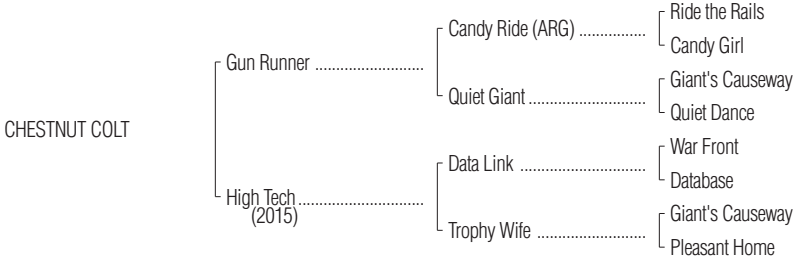 Ride the Rails
Candy Ride (ARG) ................
Candy Girl
Gun Runner ..........................
Giant's Causeway
Quiet Giant ............................
Quiet Dance
CHESTNUT COLT
War Front
Data Link ..............................
Database
High Tech ..............................
(2015)
Giant's Causeway
Trophy Wife ..........................
Pleasant Home